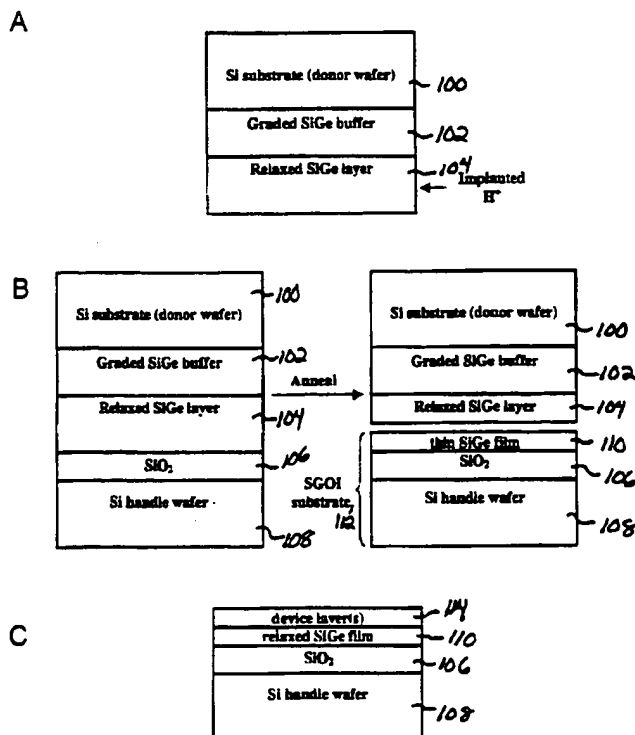 A
Si substrate (donor wafer)
100
Graded SiGe buffer
102
Relaxed SiGe layer
104
Implanted
H+
B
Si substrate (donor wafer)
100
Graded SiGe buffer
102
Relaxed SiGe layer
104
SiO₂
106
Si handle wafer
108
Anneal
Si substrate (donor wafer)
100
Graded SiGe buffer
102
Relaxed SiGe layer
104
thin SiGe film
110
SiO₂
106
Si handle wafer
108
SGOI
substrate,
112
C
device layer(s)
114
relaxed SiGe film
110
SiO₂
106
Si handle wafer
108